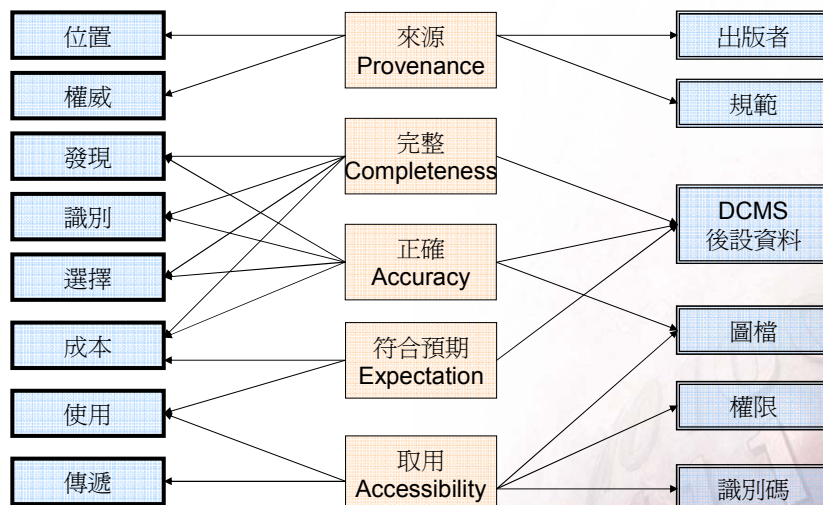 位置
權威
發現
識別
選擇
成本
使用
傳遞
來源
Provenance
完整
Completeness
正確
Accuracy
符合預期
Expectation
取用
Accessibility
出版者
規範
DCMS
後設資料
圖檔
權限
識別碼